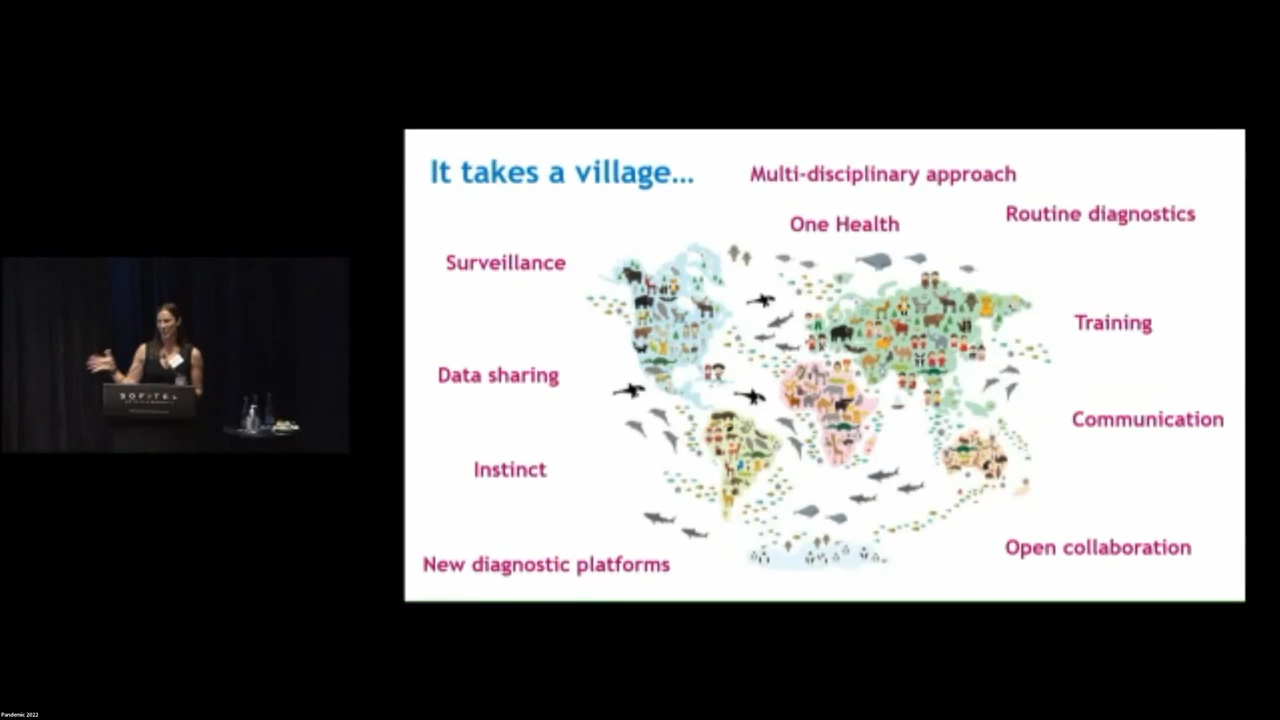 It takes a village...
Multi-disciplinary approach
Routine diagnostics
One Health
Surveillance
Training
Data sharing
Communication
Instinct
Open collaboration
New diagnostic platforms
SOFITEL
Pandemic 2022